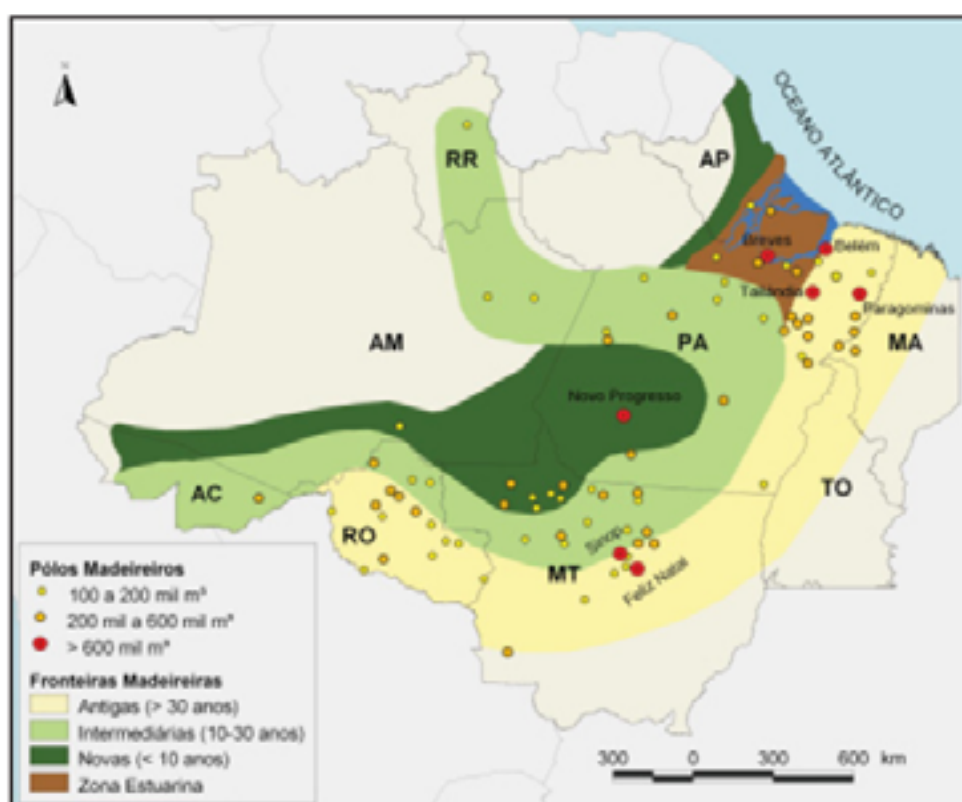 N
OCEANO ATLÂNTICO
RR
AP
Breves
Belém
Tailândia
Paragominas
AM
PA
MA
Novo Progresso
AC
TO
RO
Sinop
MT
Feliz Natal
Pólos Madeireiros
100 a 200 mil m³
200 mil a 600 mil m³
> 600 mil m³
Fronteiras Madeireiras
Antigas (> 30 anos)
Intermediárias (10-30 anos)
Novas (< 10 anos)
Zona Estuarina
300 0 300 600 km